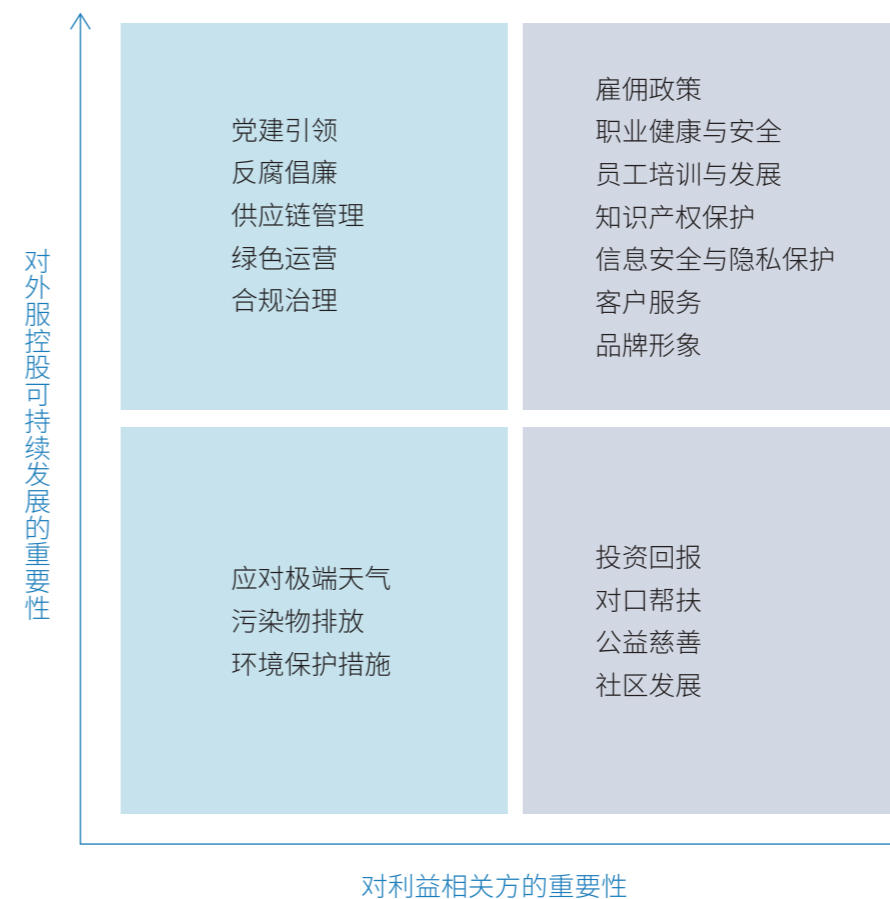 对外服控股可持续发展的重要性
党建引领
反腐倡廉
供应链管理
绿色运营
合规治理
雇佣政策
职业健康与安全
员工培训与发展
知识产权保护
信息安全与隐私保护
客户服务
品牌形象
应对极端天气
污染物排放
环境保护措施
投资回报
对口帮扶
公益慈善
社区发展
对利益相关方的重要性